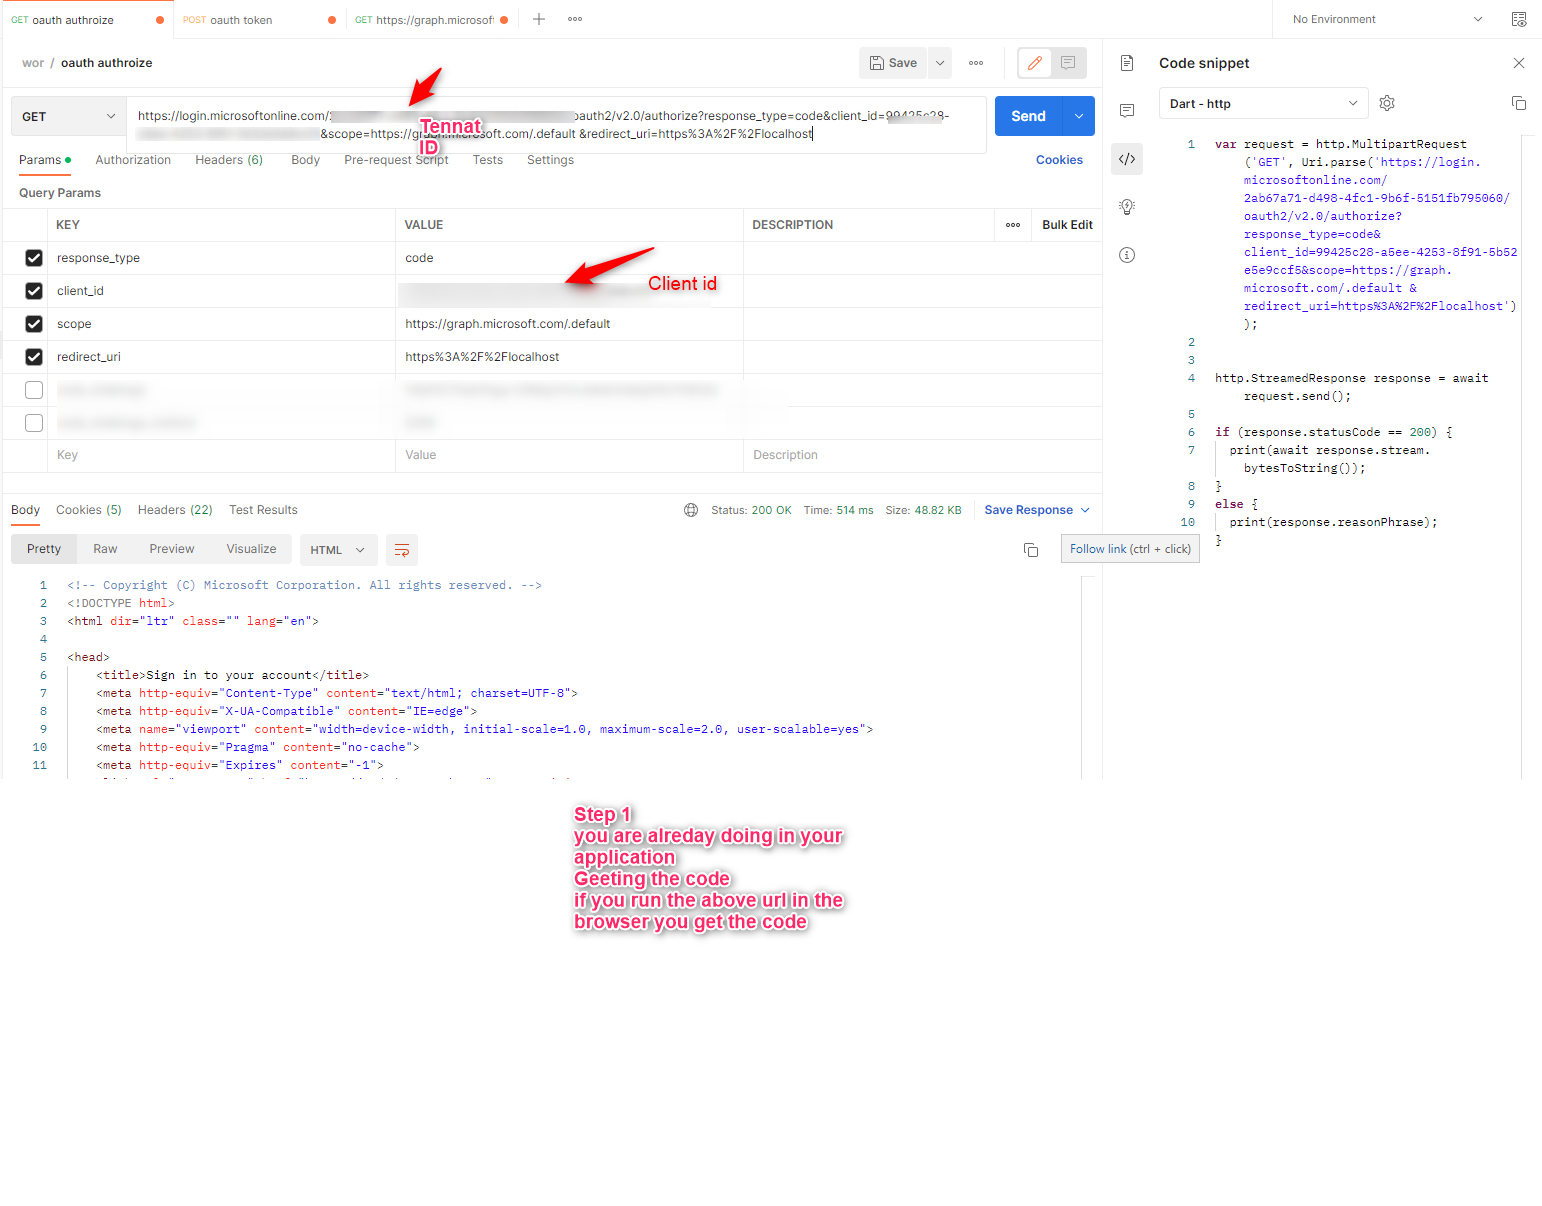 GET oauth authroize
POST oauth token
GET https://graph.microsof
No Environment
wor / oauth authroize
Save
GET
https://login.microsoftonline.com/ oauth2/v2.0/authorize?response_type=code&client_id=99425c28-
&scope=https://graph.microsoft.com/.default &redirect_uri=https%3A%2F%2Flocalhost
Send
Tennat
ID
Params
Authorization
Headers (6)
Body
Pre-request Script
Tests
Settings
Cookies
Query Params
KEY
VALUE
DESCRIPTION
Bulk Edit
response_type
code
client_id
Client id
scope
https://graph.microsoft.com/.default
redirect_uri
https%3A%2F%2Flocalhost
Key
Value
Description
Body
Cookies (5)
Headers (22)
Test Results
Status: 200 OK
Time: 514 ms
Size: 48.82 KB
Save Response
Pretty
Raw
Preview
Visualize
HTML
Follow link (ctrl + click)
1 <!-- Copyright (C) Microsoft Corporation. All rights reserved. -->
2 <!DOCTYPE html>
3 <html dir="ltr" class="" lang="en">
4
5 <head>
6 <title>Sign in to your account</title>
7 <meta http-equiv="Content-Type" content="text/html; charset=UTF-8">
8 <meta http-equiv="X-UA-Compatible" content="IE=edge">
9 <meta name="viewport" content="width=device-width, initial-scale=1.0, maximum-scale=2.0, user-scalable=yes">
10 <meta http-equiv="Pragma" content="no-cache">
11 <meta http-equiv="Expires" content="-1">
Code snippet
Dart - http
1 var request = http.MultipartRequest
('GET', Uri.parse('https://login.
microsoftonline.com/
2ab67a71-d498-4fc1-9b6f-5151fb795060/
oauth2/v2.0/authorize?
response_type=code&
client_id=99425c28-a5ee-4253-8f91-5b52
e5e9ccf5&scope=https://graph.
microsoft.com/.default &
redirect_uri=https%3A%2F%2Flocalhost')
);
2
3
4 http.StreamedResponse response = await
request.send();
5
6 if (response.statusCode == 200) {
7 print(await response.stream.
bytesToString());
8 }
9 else {
10 print(response.reasonPhrase);
}
Step 1
you are alreday doing in your
application
Geeting the code
if you run the above url in the
browser you get the code